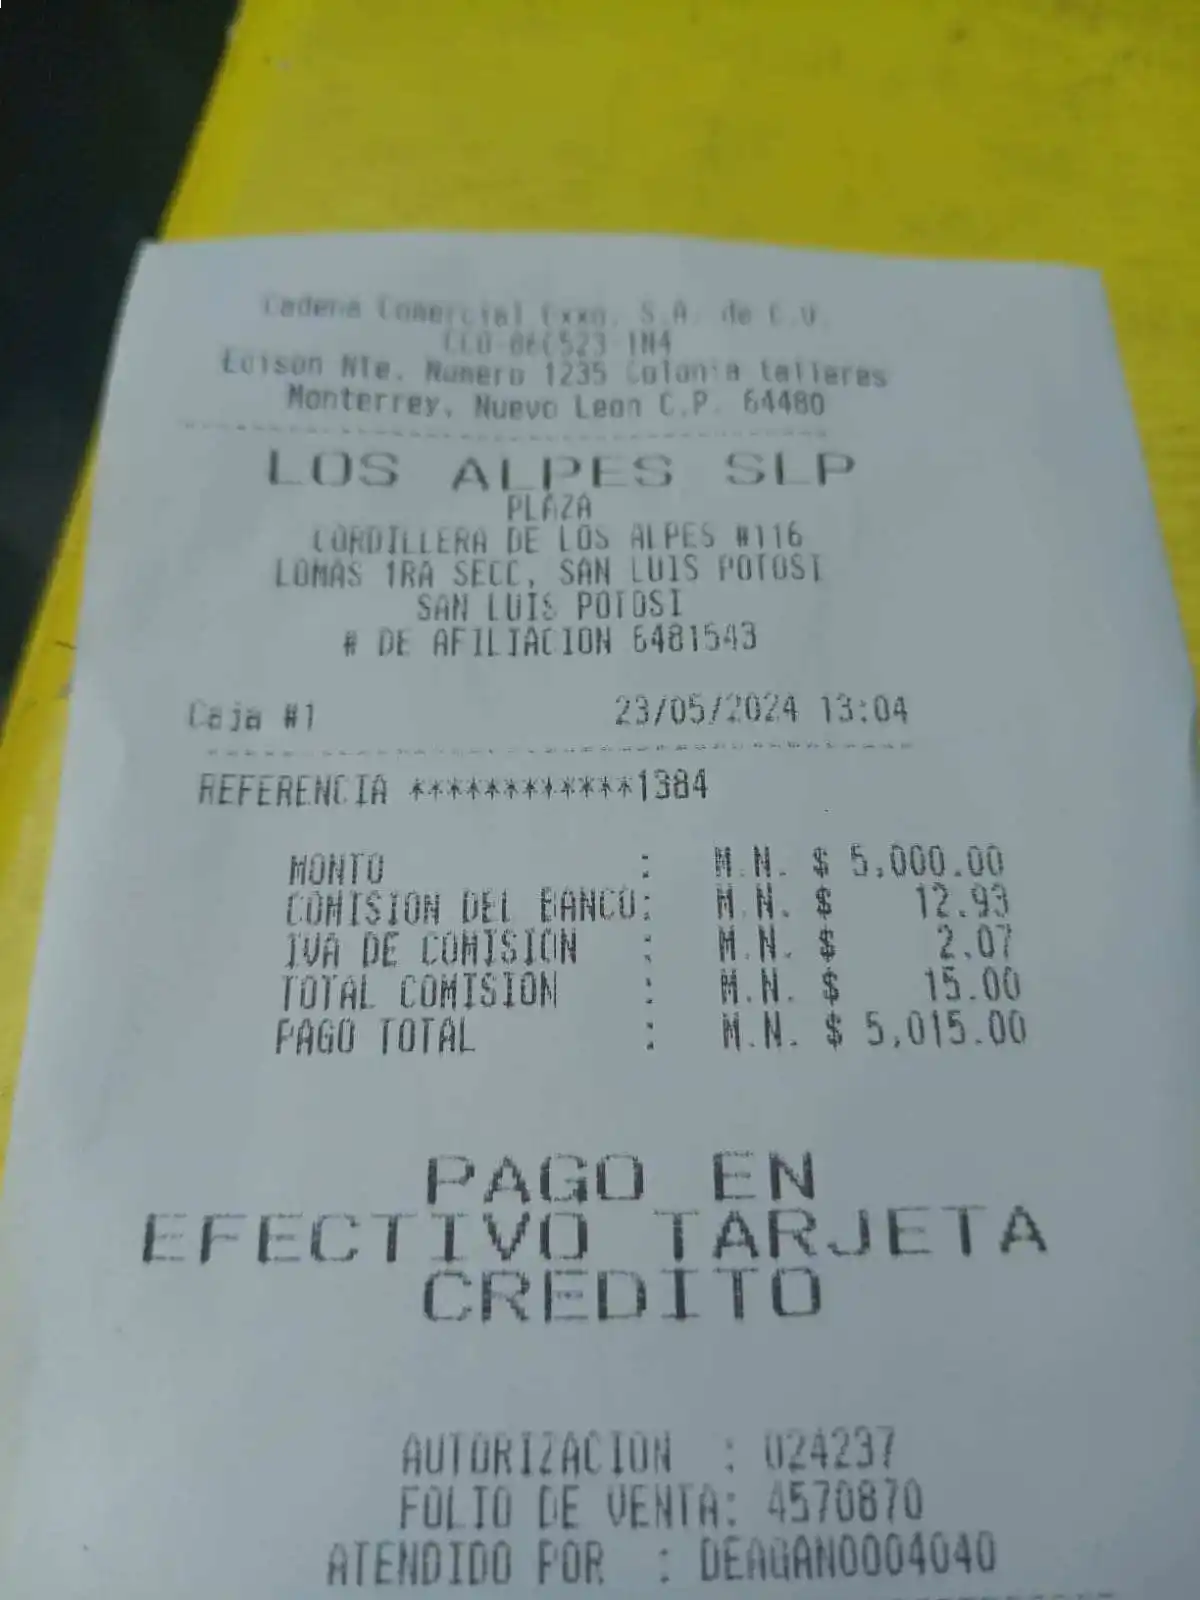 Cadena Comercial Oxxo, S.A. de C.V.
CCO-860523-1N4
Edison Nte. Numero 1235 Colonia talleres
Monterrey, Nuevo Leon C.P. 64480
LOS ALPES SLP
PLAZA
CORDILLERA DE LOS ALPES #116
LOMAS 1RA SECC, SAN LUIS POTOSI
SAN LUIS POTOSI
# DE AFILIACION 6481543
Caja #1 23/05/2024 13:04
REFERENCIA ************1384
MONTO : M.N. $ 5,000.00
COMISION DEL BANCO: M.N. $ 12.93
IVA DE COMISION : M.N. $ 2.07
TOTAL COMISION : M.N. $ 15.00
PAGO TOTAL : M.N. $ 5,015.00
PAGO EN
EFECTIVO TARJETA
CREDITO
AUTORIZACION : 024237
FOLIO DE VENTA: 4570870
ATENDIDO POR : DEAGAN0004040